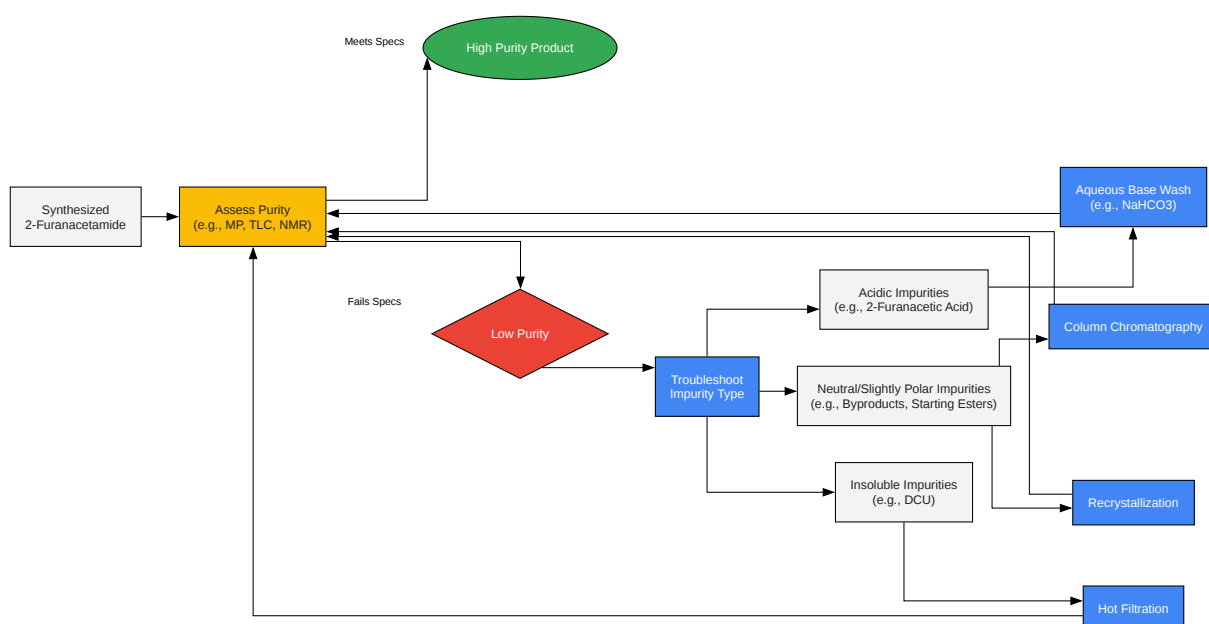 Meets Specs
High Purity Product
Synthesized
2-Furanacetamide
Assess Purity
(e.g., MP, TLC, NMR)
Aqueous Base Wash
(e.g., NaHCO3)
Fails Specs
Low Purity
Acidic Impurities
(e.g., 2-Furanacetic Acid)
Column Chromatography
Troubleshoot
Impurity Type
Neutral/Slightly Polar Impurities
(e.g., Byproducts, Starting Esters)
Insoluble Impurities
(e.g., DCU)
Recrystallization
Hot Filtration